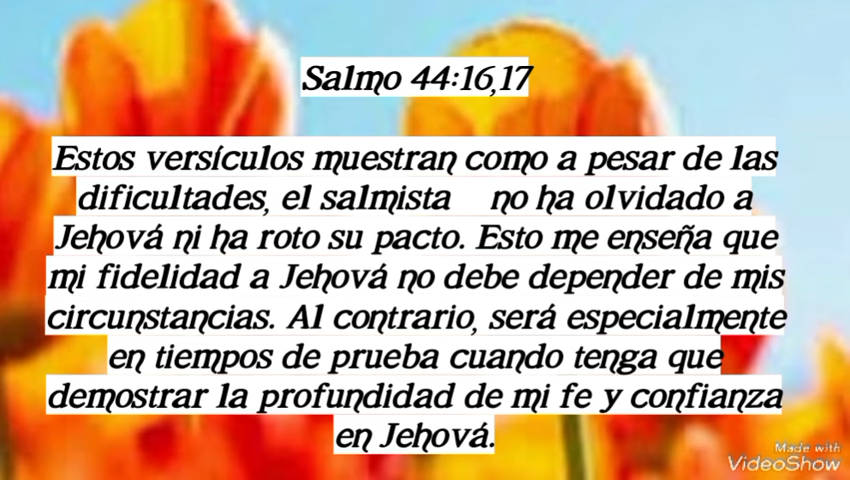 Salmo 44:16,17
Estos versículos muestran como a pesar de las
dificultades, el salmista no ha olvidado a
Jehová ni ha roto su pacto. Esto me enseña que
mi fidelidad a Jehová no debe depender de mis
circunstancias. Al contrario, será especialmente
en tiempos de prueba cuando tenga que
demostrar la profundidad de mi fe y confianza
en Jehová.
Made with
VideoShow